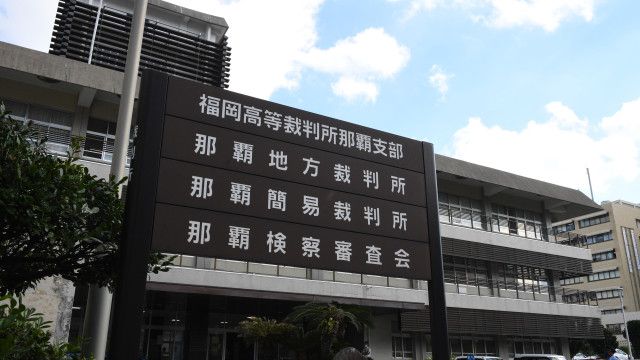 福岡高等裁判所那覇支部
那覇地方裁判所
那覇簡易裁判所
那覇検察審査会